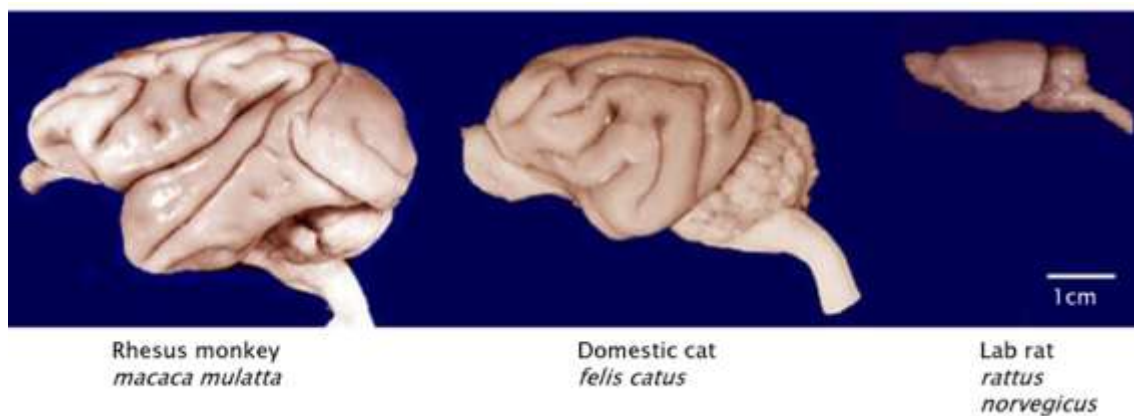 1cm
Rhesus monkey
macaca mulatta
Domestic cat
felis catus
Lab rat
rattus
norvegicus